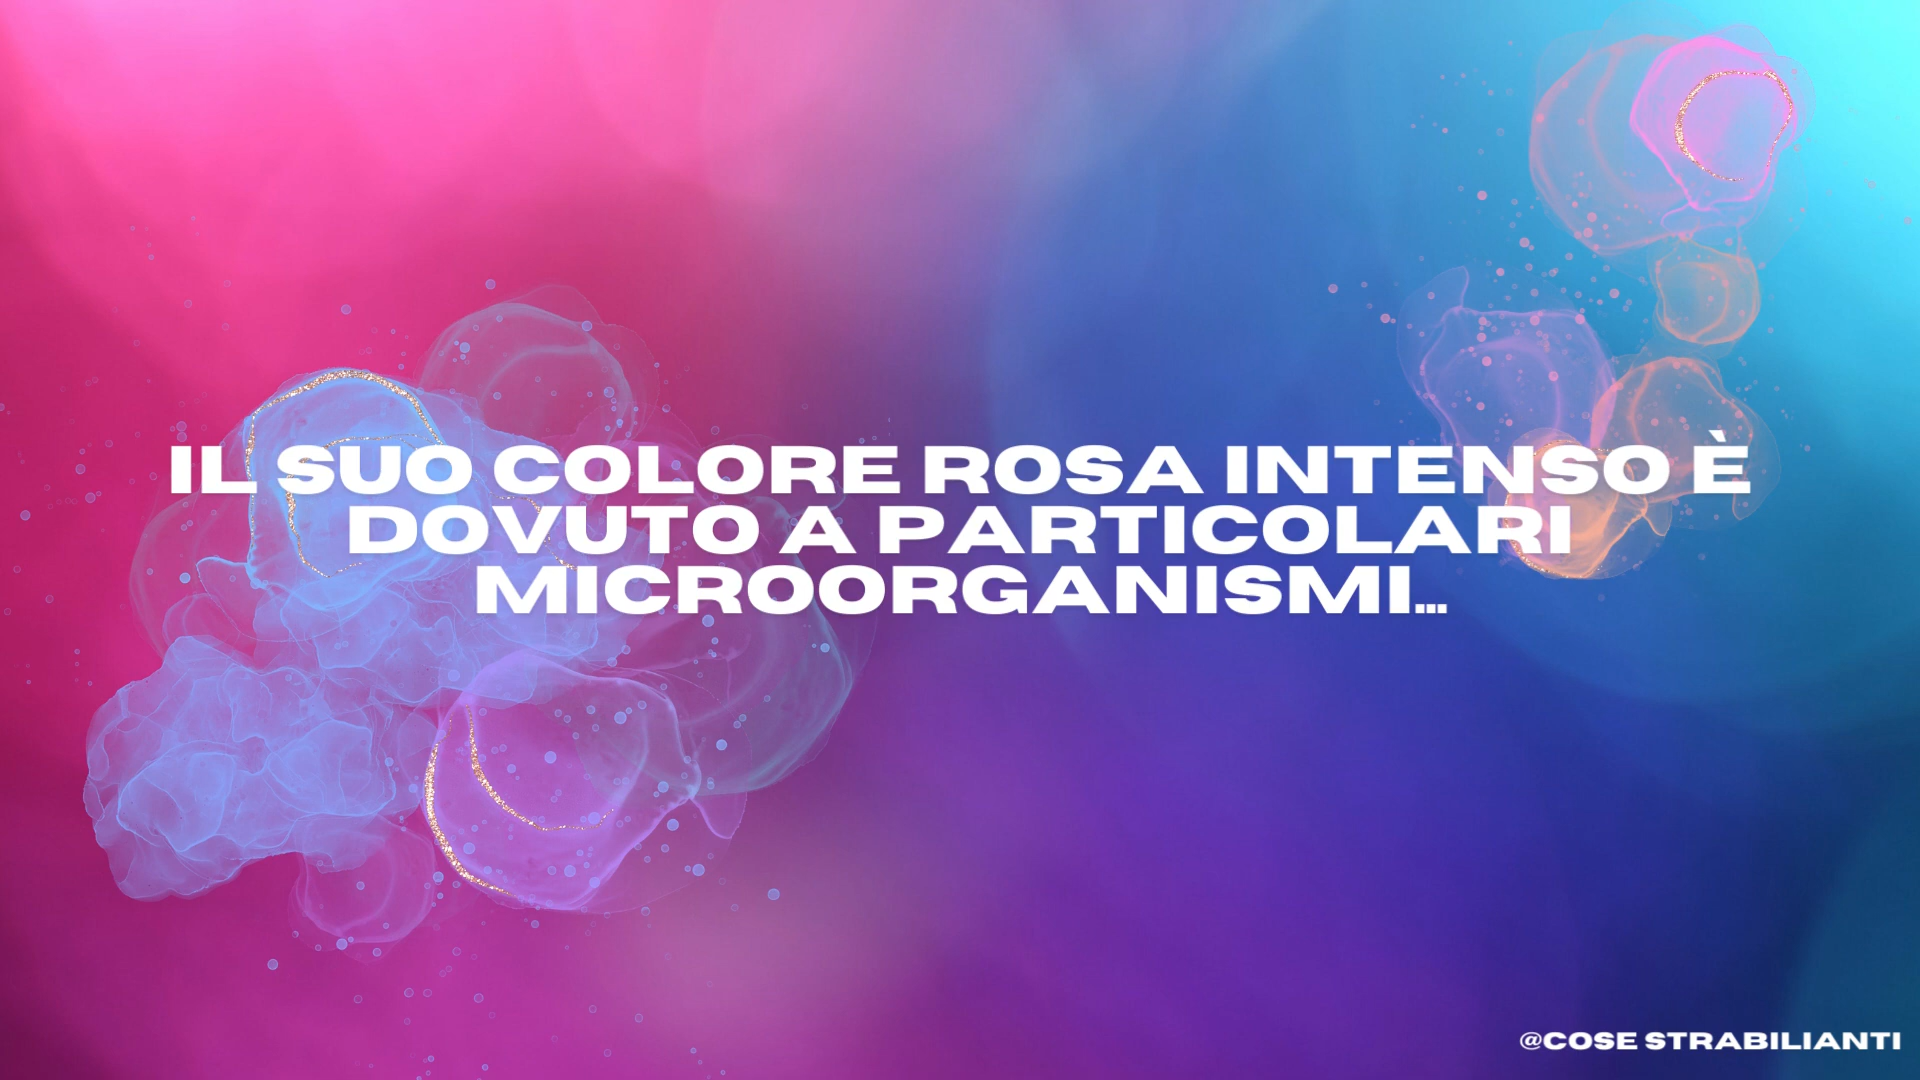 IL SUO COLORE ROSA INTENSO È
DOVUTO A PARTICOLARI
MICROORGANISMI...
@COSE STRABILIANTI